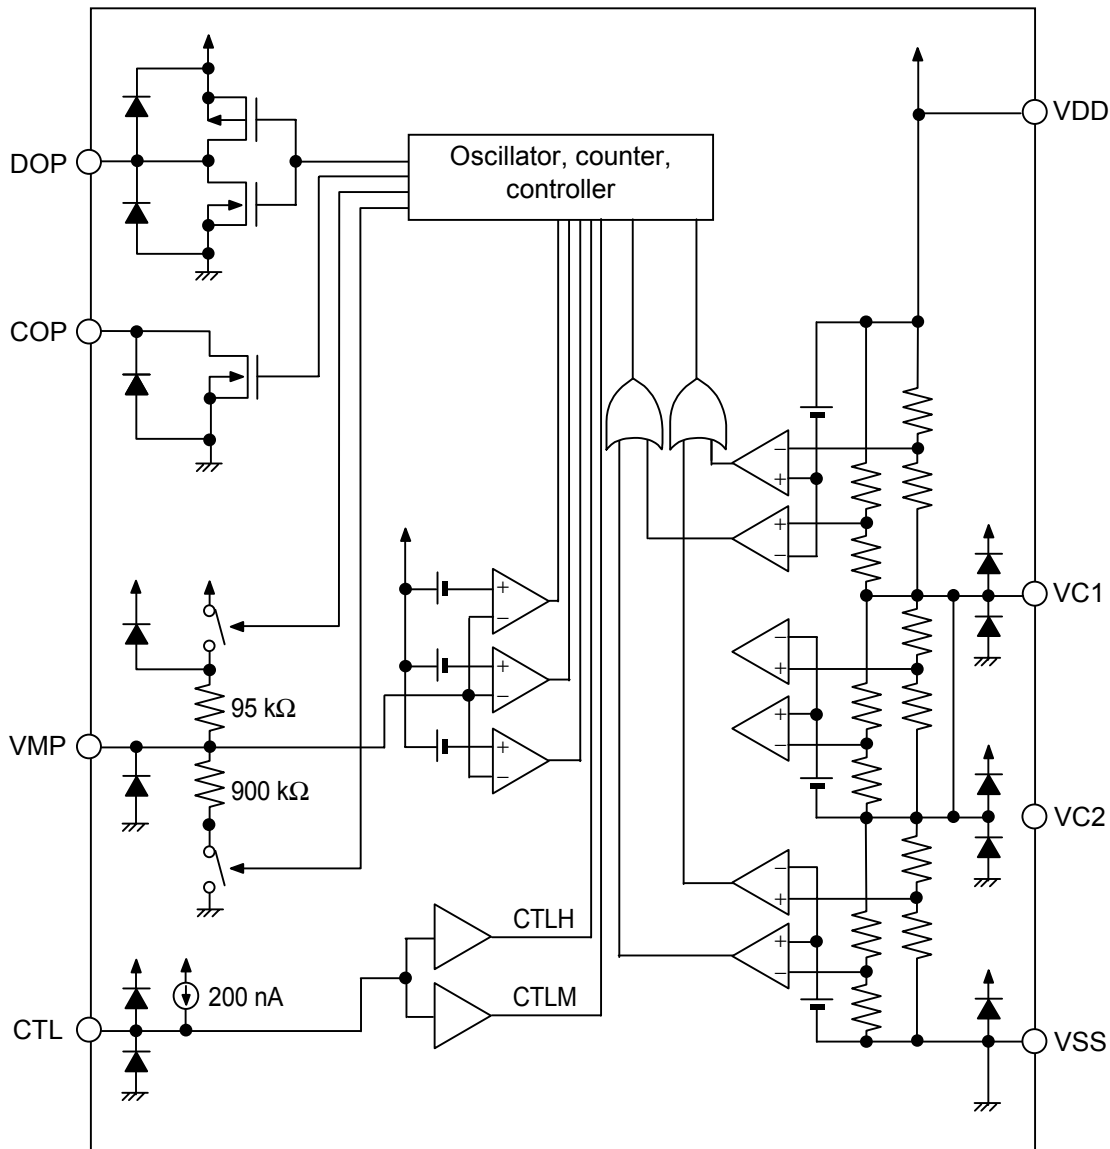 VDD
DOP
Oscillator, counter,
controller
COP
VC1
95 kΩ
VMP
900 kΩ
VC2
CTLH
200 nA
CTLM
CTL
VSS
+
−
+
−
+
−
−
+
+
−
−
+
+
−
−
+
+
−